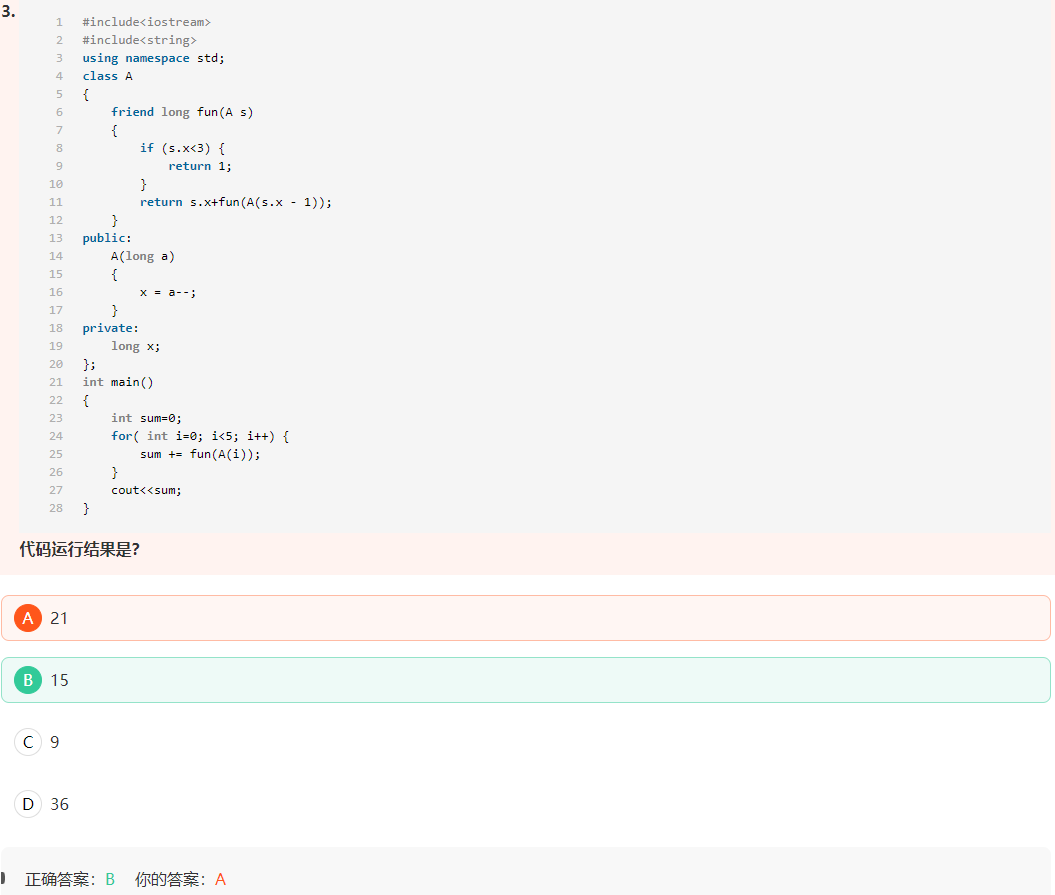 3.
1 #include<iostream>
2 #include<string>
3 using namespace std;
4 class A
5 {
6     friend long fun(A s)
7     {
8         if (s.x<3) {
9             return 1;
10         }
11         return s.x+fun(A(s.x - 1));
12     }
13 public:
14     A(long a)
15     {
16         x = a--;
17     }
18 private:
19     long x;
20 };
21 int main()
22 {
23     int sum=0;
24     for( int i=0; i<5; i++) {
25         sum += fun(A(i));
26     }
27     cout<<sum;
28 }
代码运行结果是?
A 21
B 15
C 9
D 36
正确答案: B 你的答案: A